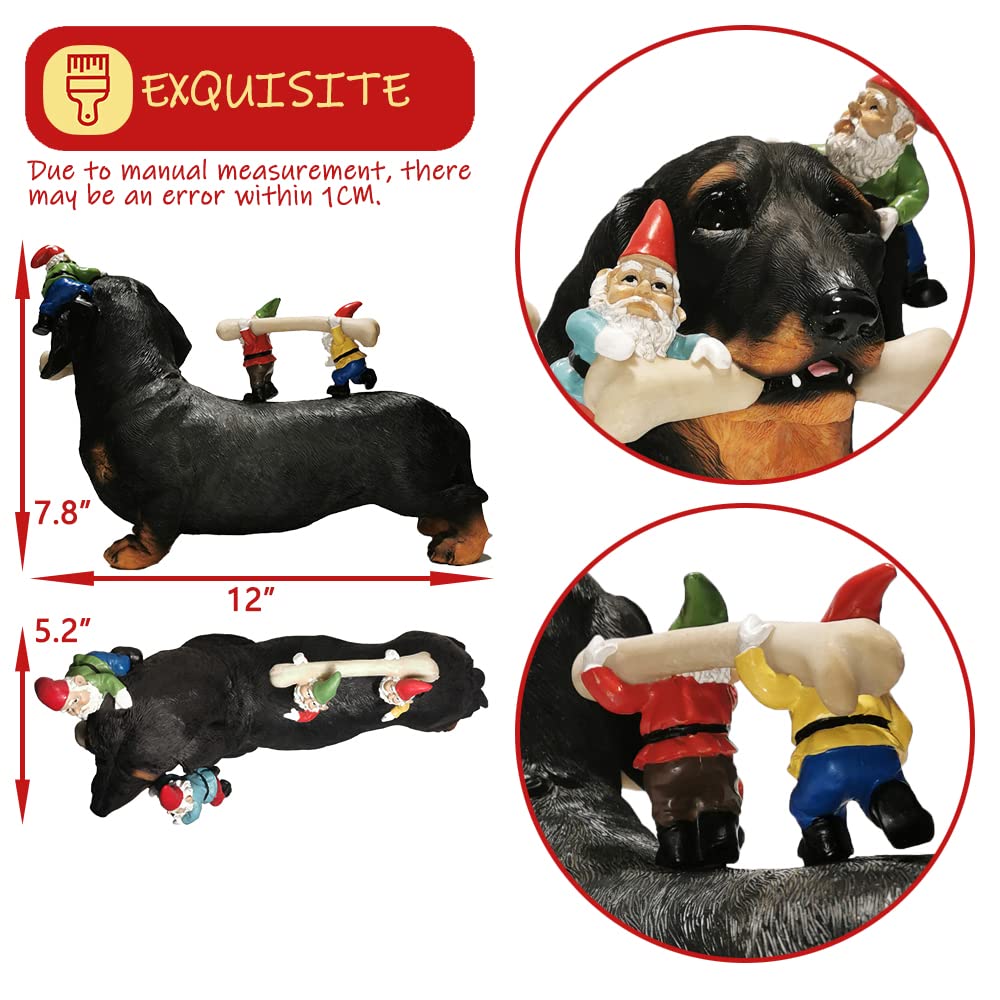 EXQUISITE
Due to manual measurement, there
may be an error within 1CM.
7.8”
12”
5.2”